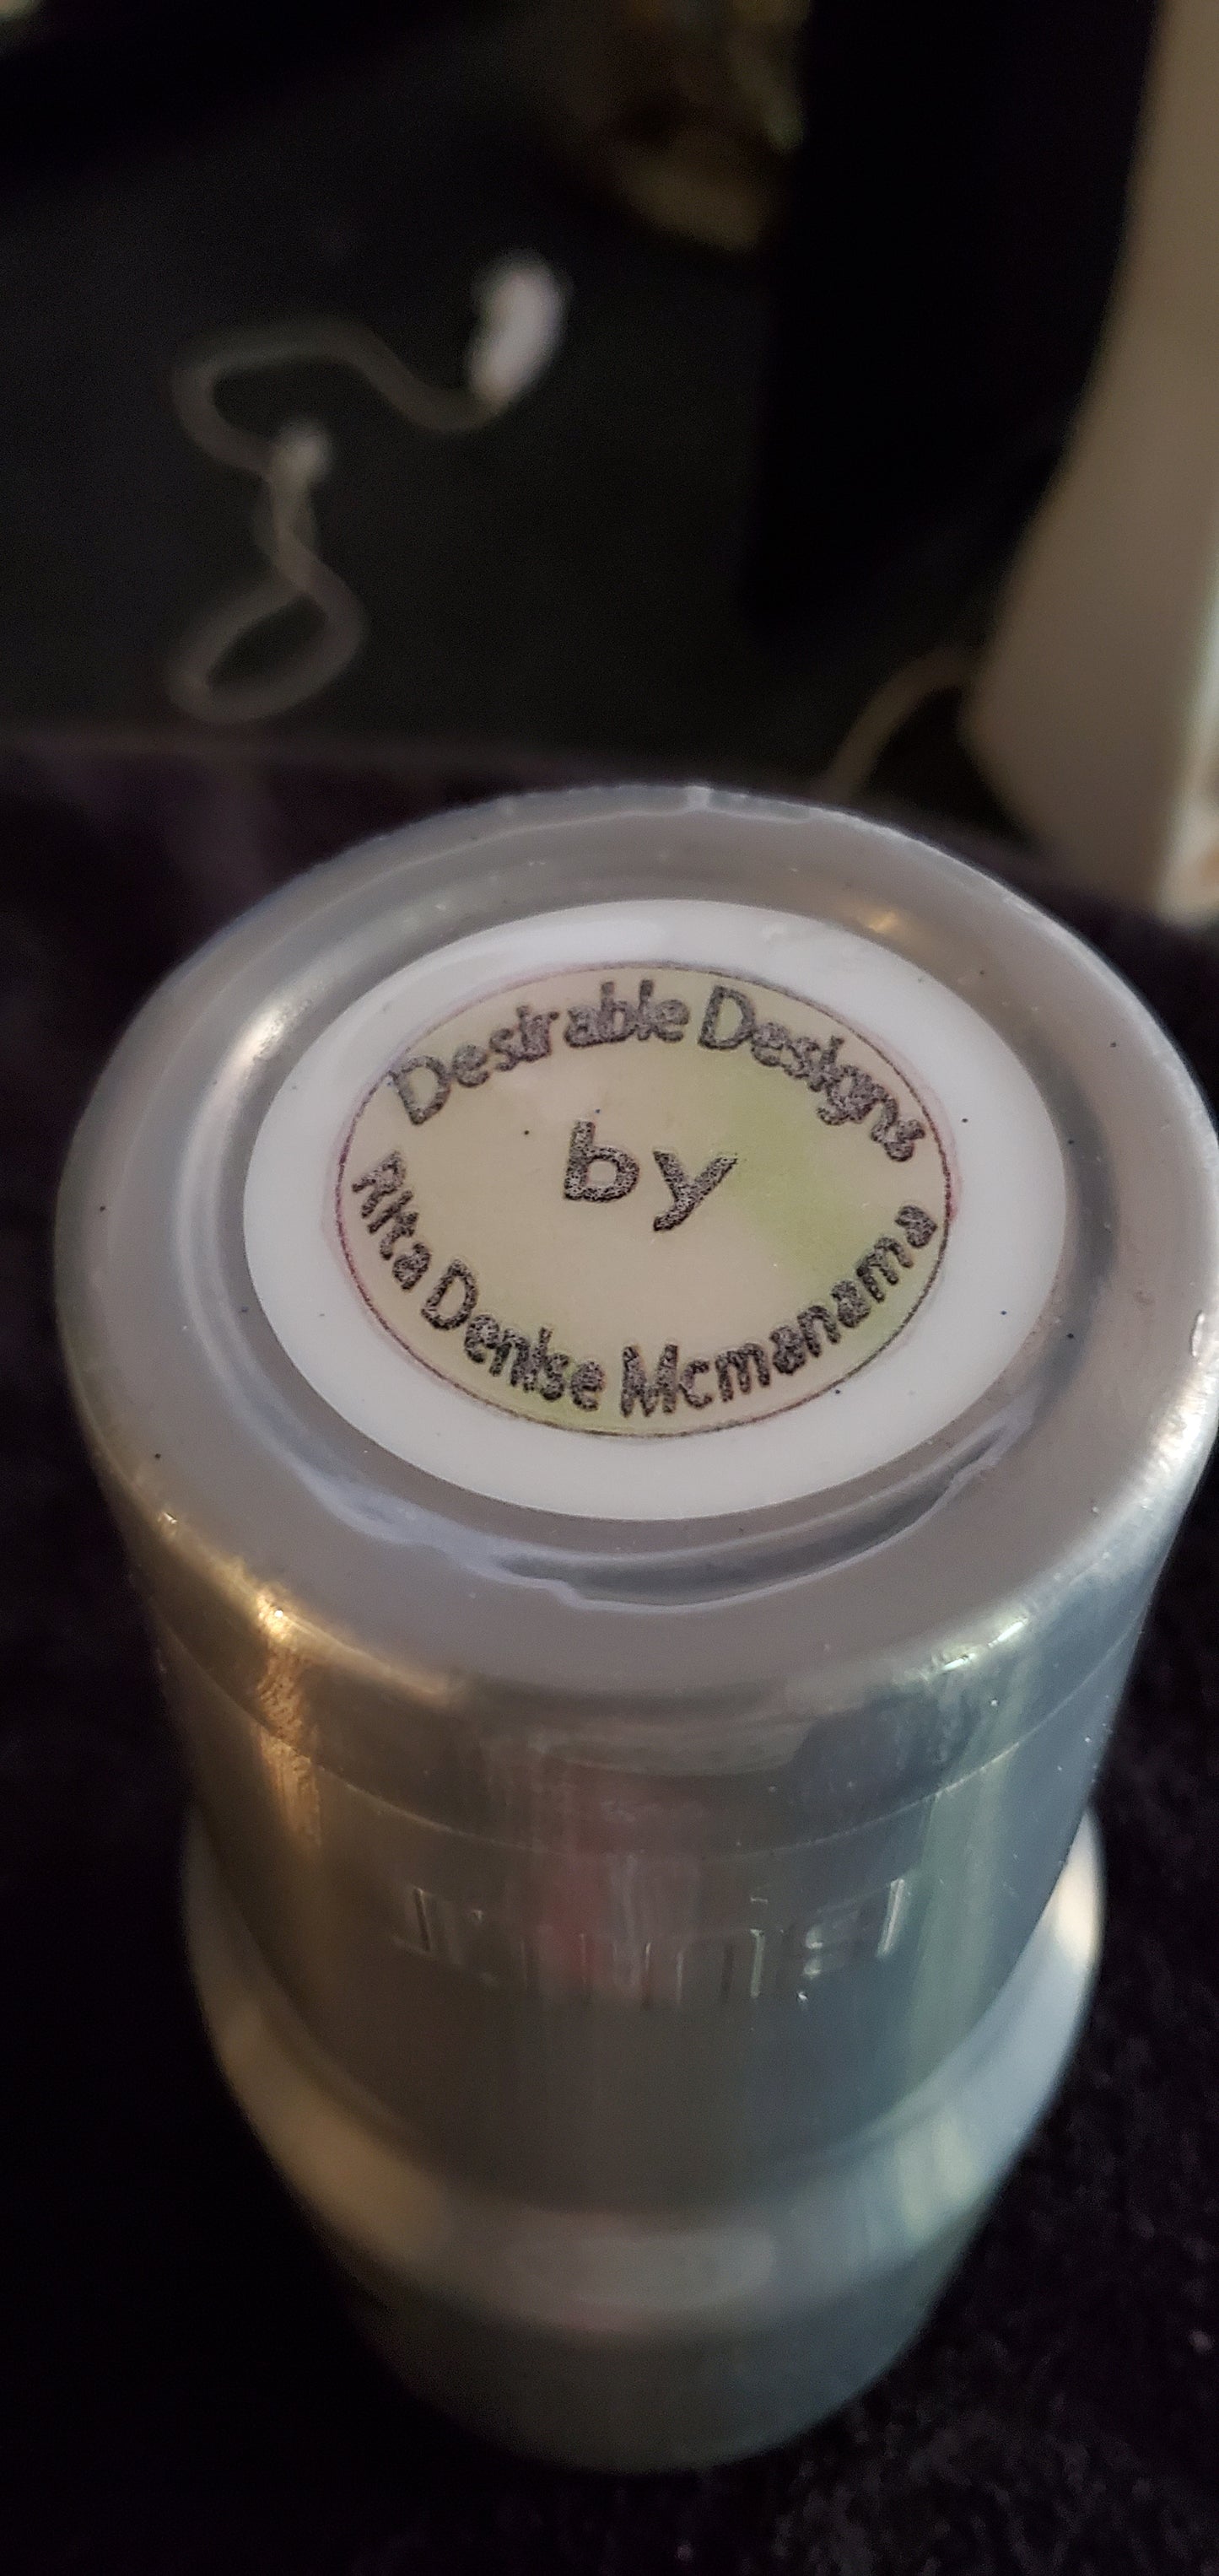 Desirable Designs
by
Rita Denise Mcmanama